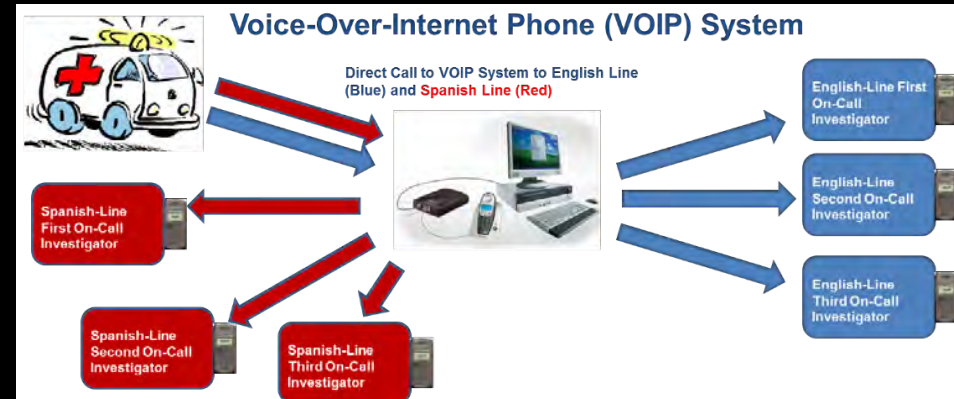 Voice-Over-Internet Phone (VOIP) System
Direct Call to VOIP System to English Line
(Blue) and Spanish Line (Red)
English-Line First
On-Call
Investigator
English-Line
Second On-Call
Investigator
English-Line
Third On-Call
Investigator
Spanish-Line
First On-Call
Investigator
Spanish-Line
Second On-Call
Investigator
Spanish-Line
Third On-Call
Investigator